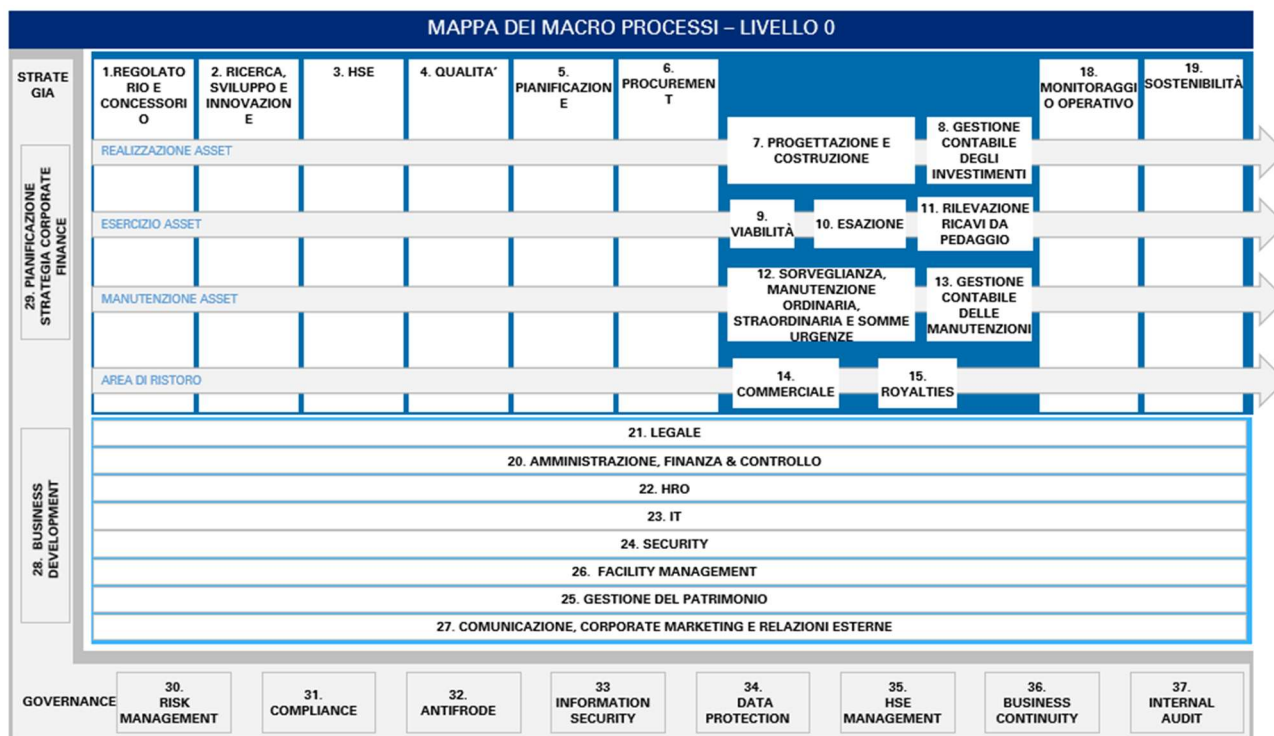 MAPPA DEI MACRO PROCESSI – LIVELLO 0
STRATE
GIA
1.REGOLATO
RIO E
CONCESSORI
O
2. RICERCA,
SVILUPPO E
INNOVAZION
E
3. HSE
4. QUALITA’
5.
PIANIFICAZION
E
6.
PROCUREMEN
T
18.
MONITORAGGI
O OPERATIVO
19.
SOSTENIBILITÀ
REALIZZAZIONE ASSET
7. PROGETTAZIONE E
COSTRUZIONE
8. GESTIONE
CONTABILE
DEGLI
INVESTIMENTI
29. PIANIFICAZIONE
STRATEGIA CORPORATE
FINANCE
ESERCIZIO ASSET
9.
VIABILITÀ
10. ESAZIONE
11. RILEVAZIONE
RICAVI DA
PEDAGGIO
MANUTENZIONE ASSET
12. SORVEGLIANZA,
MANUTENZIONE
ORDINARIA,
STRAORDINARIA E SOMME
URGENZE
13. GESTIONE
CONTABILE
DELLE
MANUTENZIONI
AREA DI RISTORO
14.
COMMERCIALE
15.
ROYALTIES
28. BUSINESS
DEVELOPMENT
21. LEGALE
20. AMMINISTRAZIONE, FINANZA & CONTROLLO
22. HRO
23. IT
24. SECURITY
26. FACILITY MANAGEMENT
25. GESTIONE DEL PATRIMONIO
27. COMUNICAZIONE, CORPORATE MARKETING E RELAZIONI ESTERNE
GOVERNANCE
30.
RISK
MANAGEMENT
31.
COMPLIANCE
32.
ANTIFRODE
33
INFORMATION
SECURITY
34.
DATA
PROTECTION
35.
HSE
MANAGEMENT
36.
BUSINESS
CONTINUITY
37.
INTERNAL
AUDIT